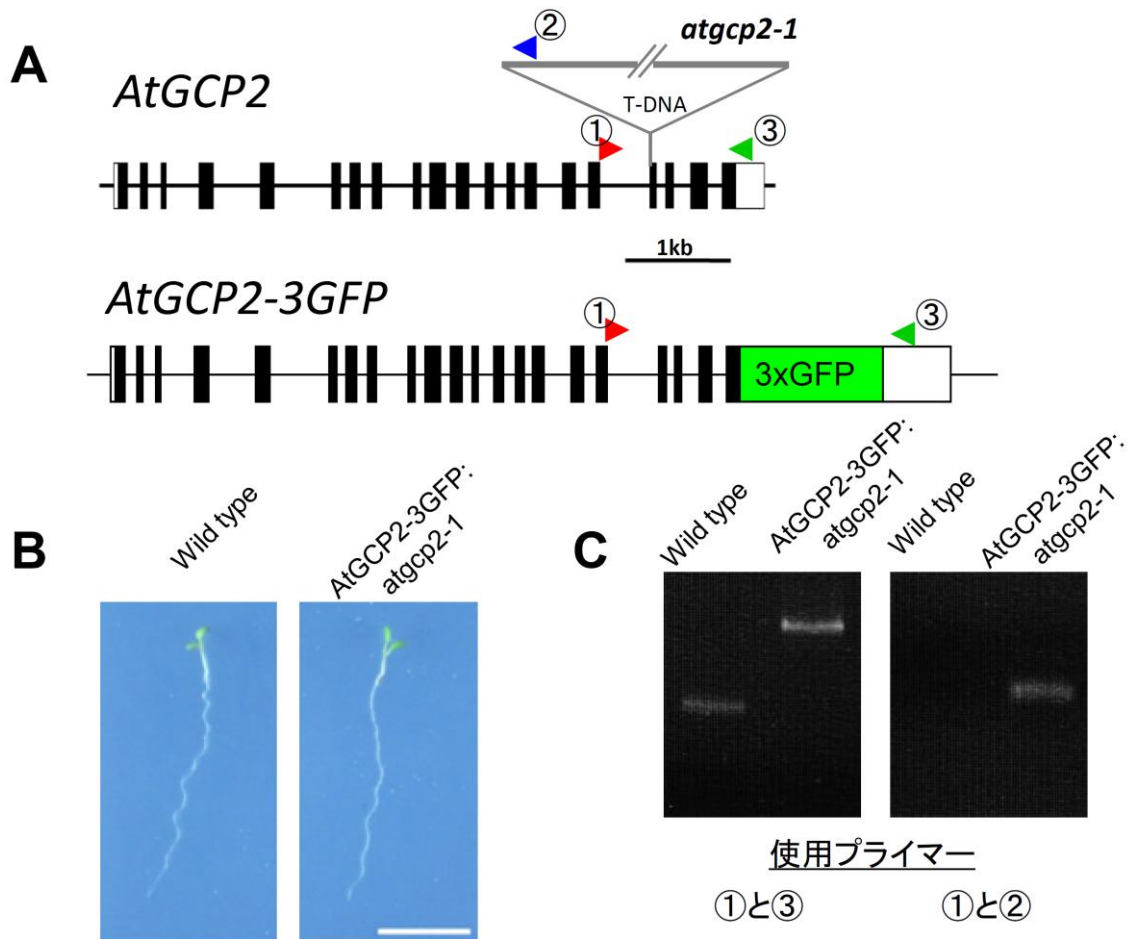 A
AtGCP2
②
atgcp2-1
T-DNA
①
③
1kb
AtGCP2-3GFP
①
③
3xGFP
B
Wild type
AtGCP2-3GFP:
atgcp2-1
C
Wild type
AtGCP2-3GFP:
atgcp2-1
Wild type
AtGCP2-3GFP:
atgcp2-1
使用プライマー
①と③
①と②